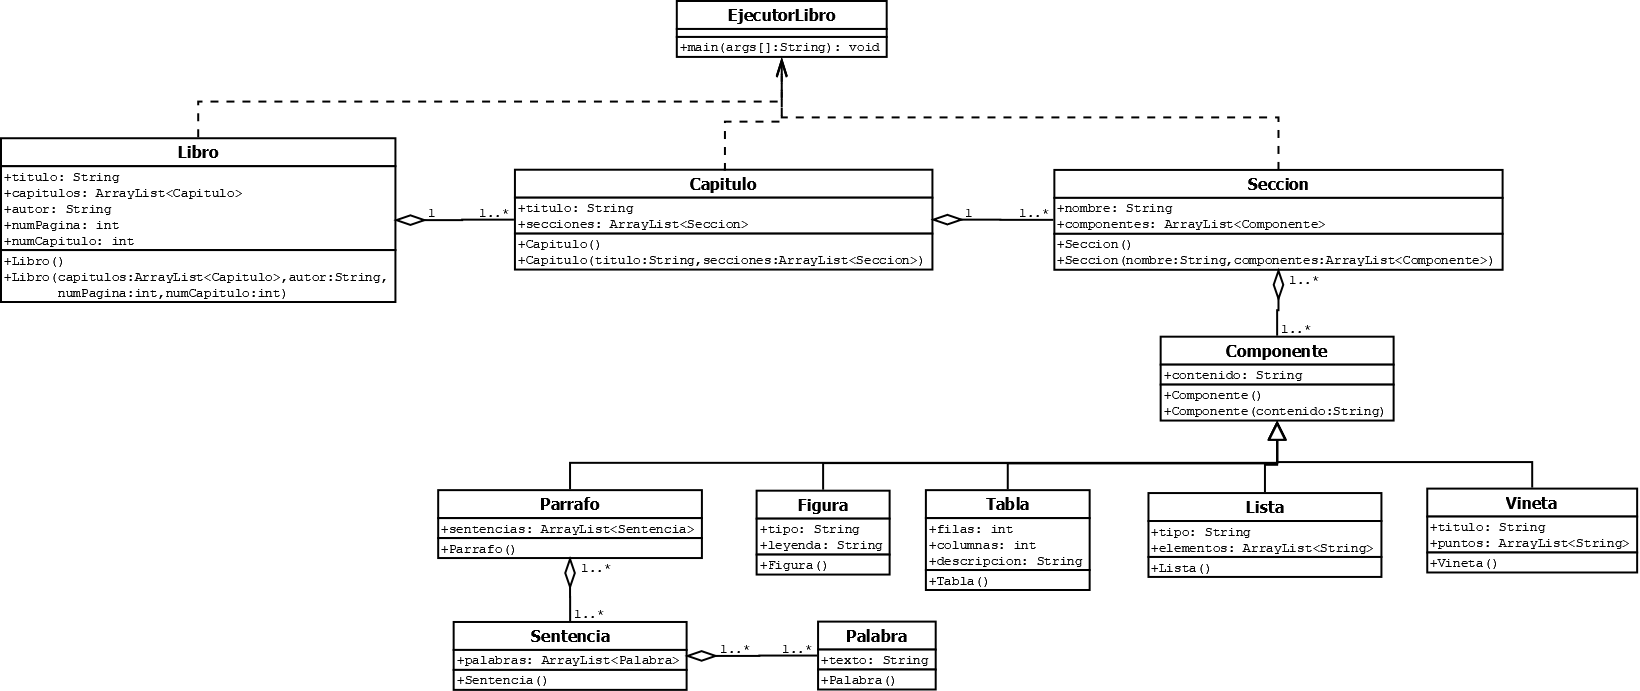 EjecutorLibro
+main(args[]:String): void
Libro
+titulo: String
+capitulos: ArrayList<Capitulo>
+autor: String
+numPagina: int
+numCapitulo: int
+Libro()
+Libro(capitulos:ArrayList<Capitulo>,autor:String,
numPagina:int,numCapitulo:int)
1
1..*
Capitulo
+titulo: String
+secciones: ArrayList<Seccion>
+Capitulo()
+Capitulo(titulo:String,secciones:ArrayList<Seccion>)
1
1..*
Seccion
+nombre: String
+componentes: ArrayList<Componente>
+Seccion()
+Seccion(nombre:String,componentes:ArrayList<Componente>)
1..*
1..*
Componente
+contenido: String
+Componente()
+Componente(contenido:String)
Parrafo
+sentencias: ArrayList<Sentencia>
+Parrafo()
Figura
+tipo: String
+leyenda: String
+Figura()
Tabla
+filas: int
+columnas: int
+descripcion: String
+Tabla()
Lista
+tipo: String
+elementos: ArrayList<String>
+Lista()
Vineta
+titulo: String
+puntos: ArrayList<String>
+Vineta()
1..*
1..*
Sentencia
+palabras: ArrayList<Palabra>
+Sentencia()
1..*
1..*
Palabra
+texto: String
+Palabra()